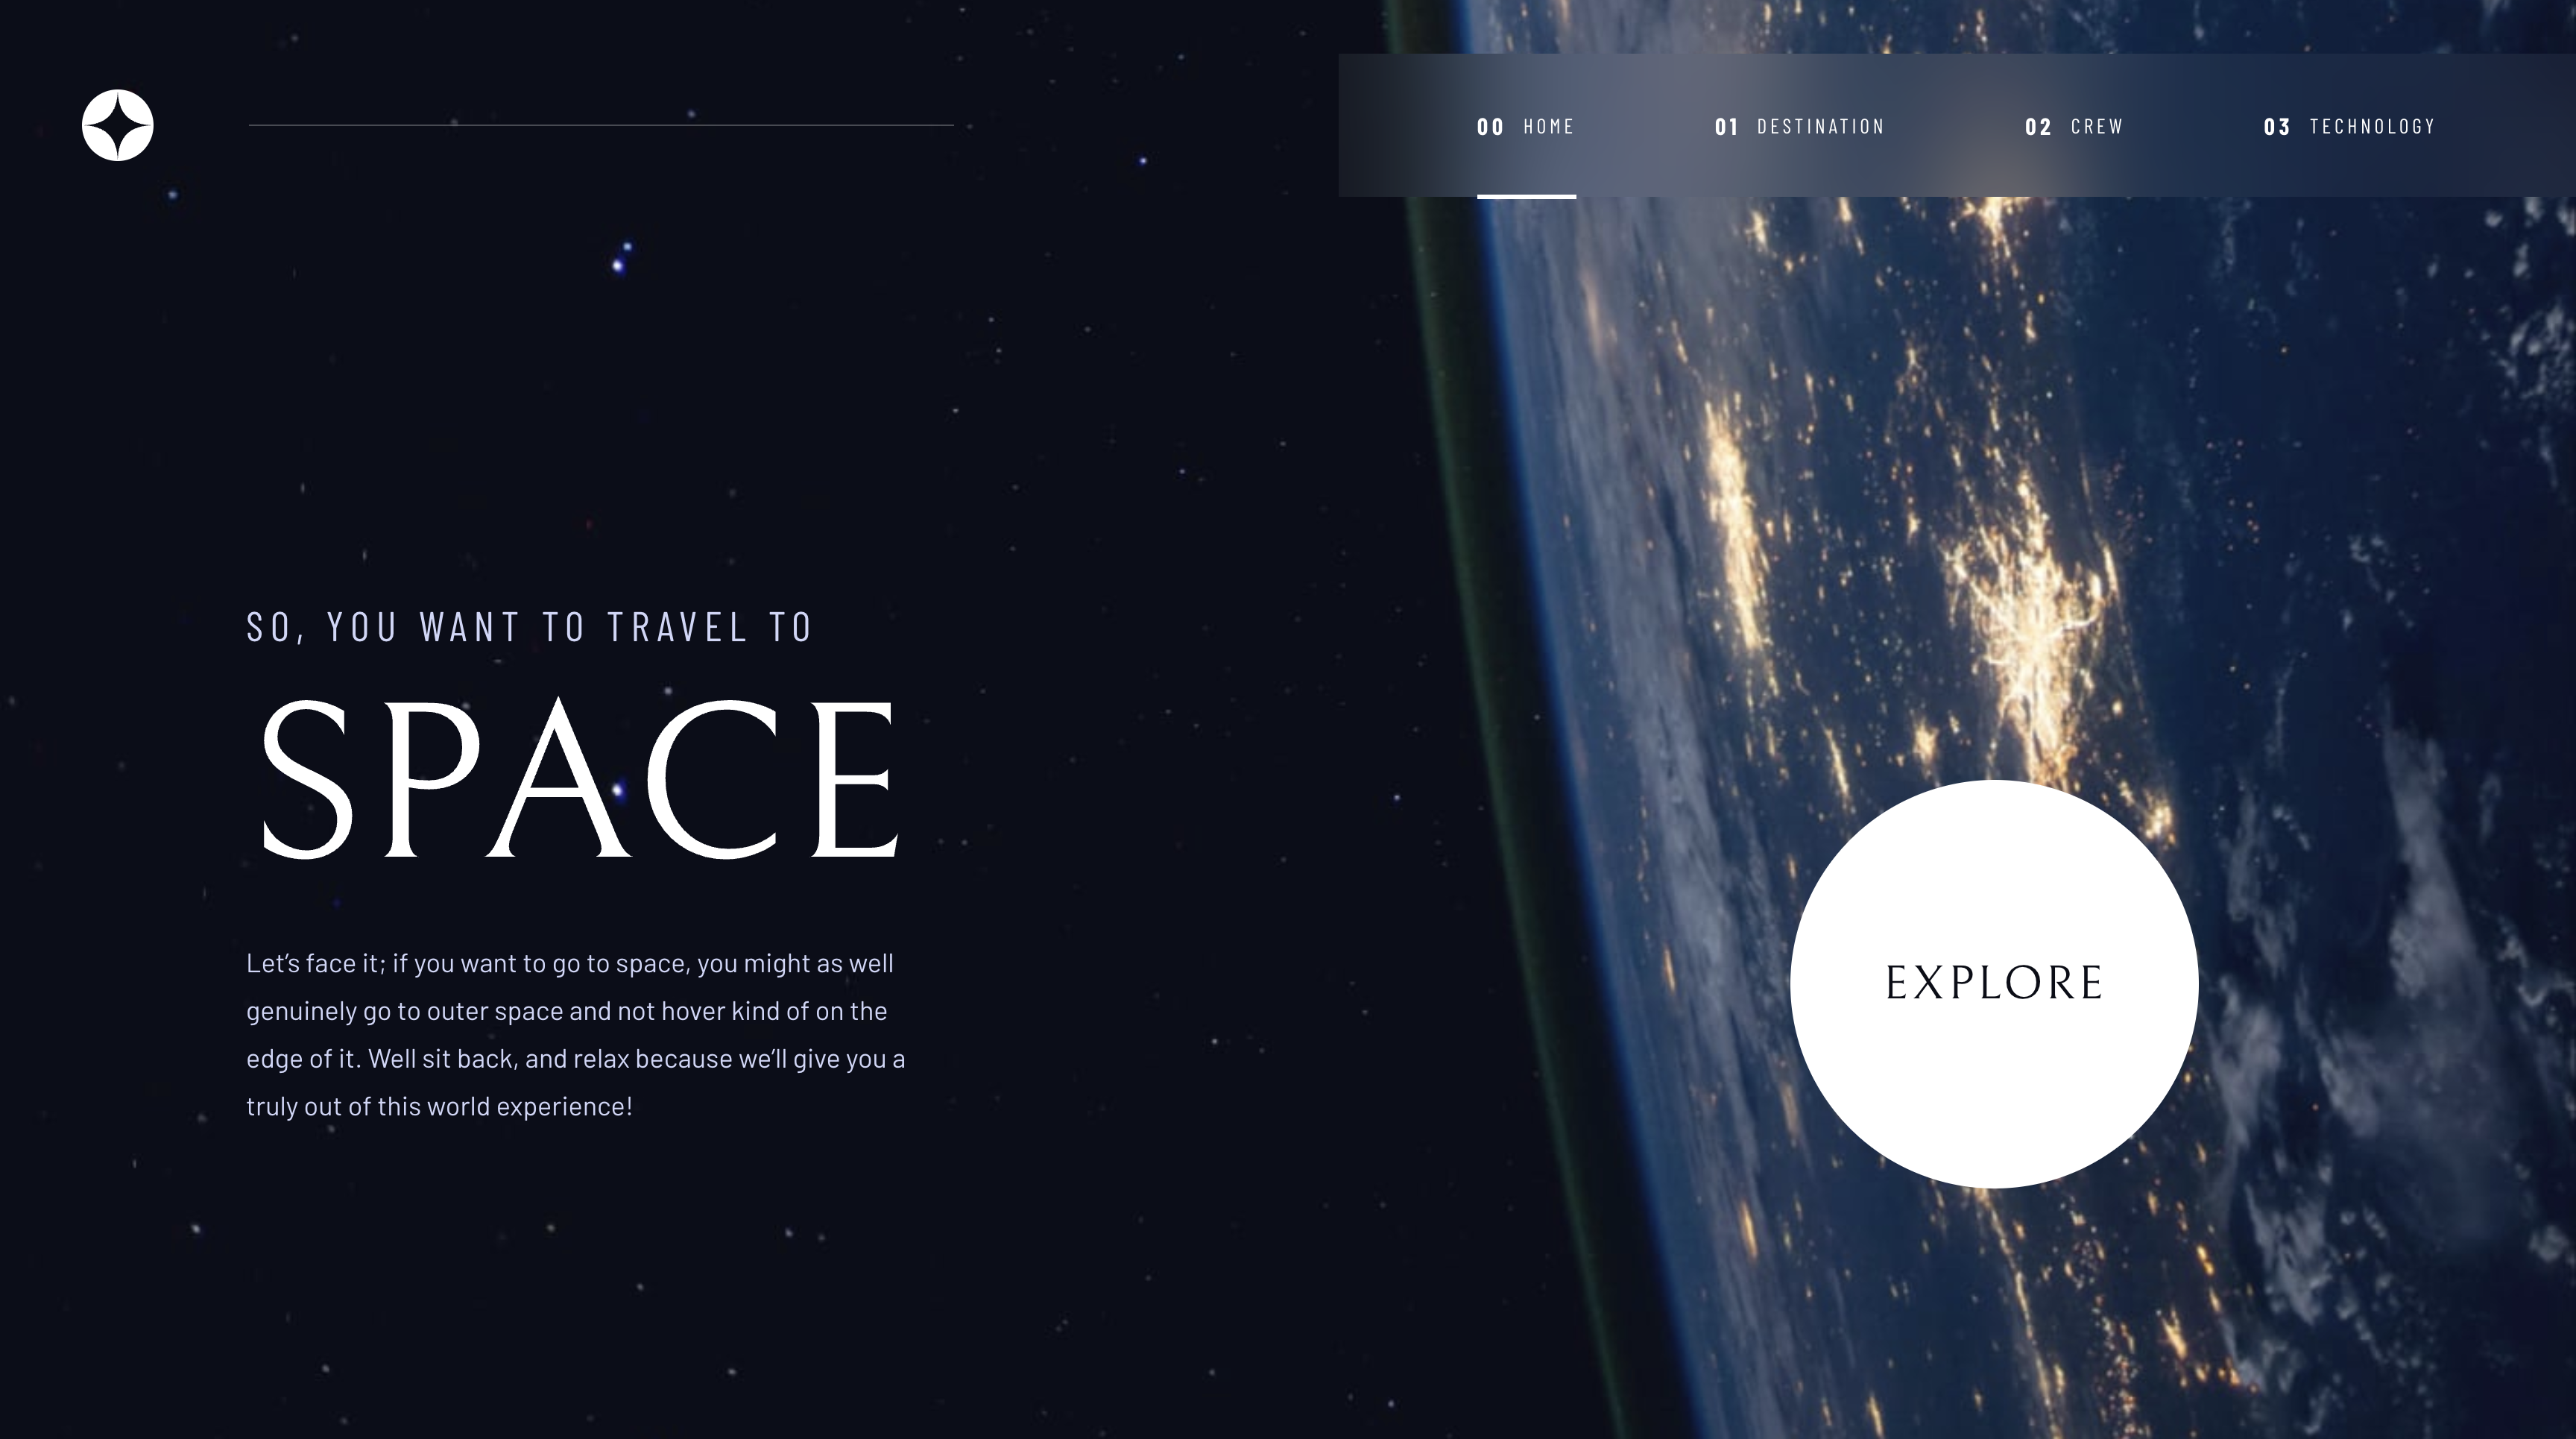 00 HOME 01 DESTINATION 02 CREW 03 TECHNOLOGY
SO, YOU WANT TO TRAVEL TO
SPACE
Let’s face it; if you want to go to space, you might as well
genuinely go to outer space and not hover kind of on the
edge of it. Well sit back, and relax because we’ll give you a
truly out of this world experience!
EXPLORE